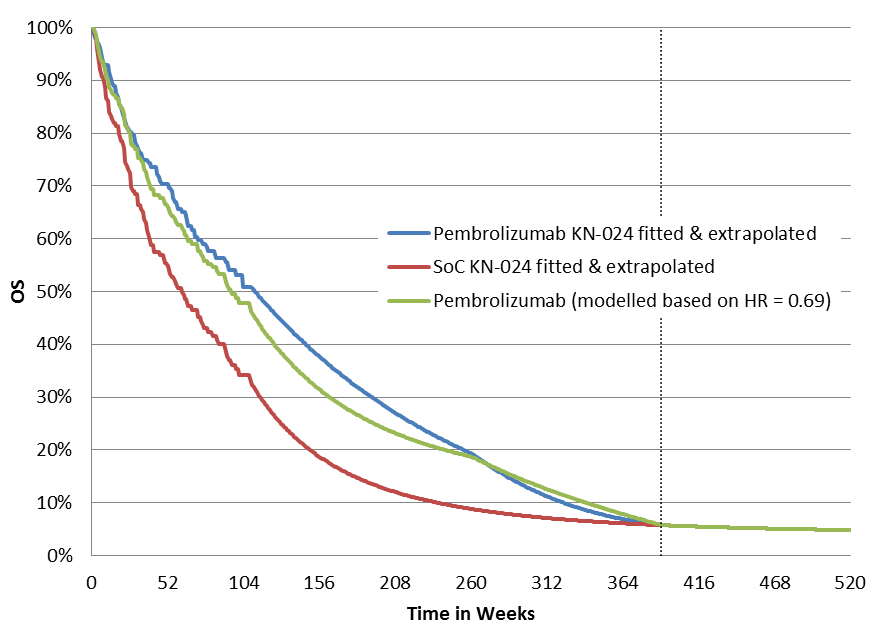 100%
90%
80%
70%
60%
50%
40%
30%
20%
10%
0%
OS
Pembrolizumab KN-024 fitted & extrapolated
SoC KN-024 fitted & extrapolated
Pembrolizumab (modelled based on HR = 0.69)
0 52 104 156 208 260 312 364 416 468 520
Time in Weeks